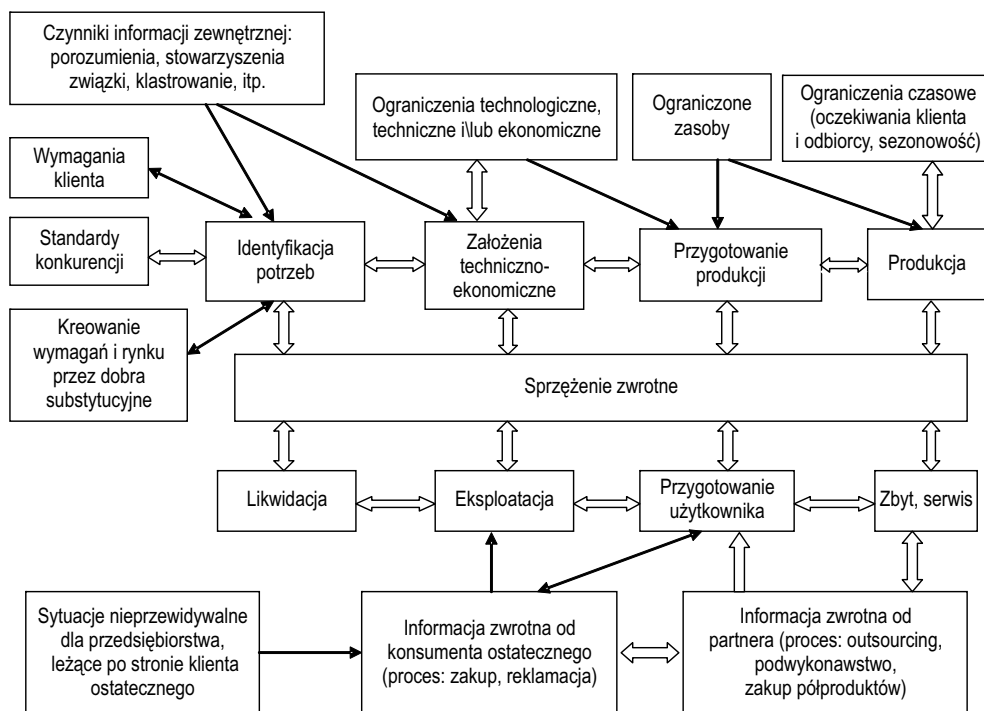 Czynniki informacji zewnętrznej:
porozumienia, stowarzyszenia
związki, klastrowanie, itp.
Ograniczenia technologiczne,
techniczne i\lub ekonomiczne
Ograniczone
zasoby
Ograniczenia czasowe
(oczekiwania klienta
i odbiorcy, sezonowość)
Wymagania
klienta
Standardy
konkurencji
Kreowanie
wymagań i rynku
przez dobra
substytucyjne
Identyfikacja
potrzeb
Założenia
techniczno-
ekonomiczne
Przygotowanie
produkcji
Produkcja
Sprzężenie zwrotne
Likwidacja
Eksploatacja
Przygotowanie
użytkownika
Zbyt, serwis
Sytuacje nieprzewidywalne
dla przedsiębiorstwa,
leżące po stronie klienta
ostatecznego
Informacja zwrotna od
konsumenta ostatecznego
(proces: zakup, reklamacja)
Informacja zwrotna od
partnera (proces: outsourcing,
podwykonawstwo,
zakup półproduktów)